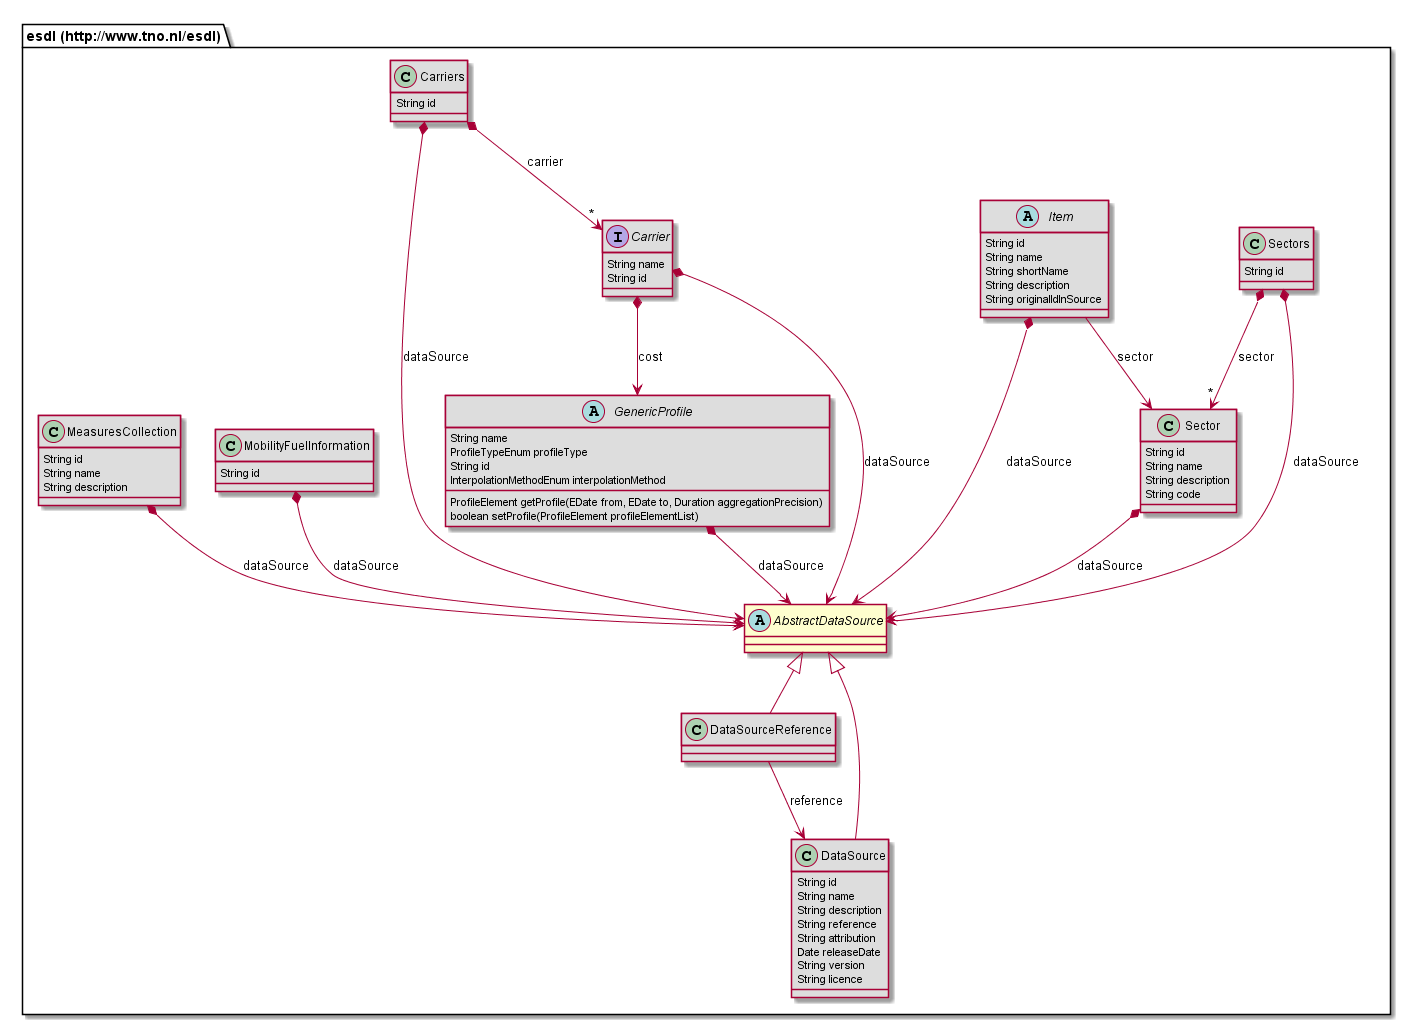 esdl (http://www.tno.nl/esdl)
C Carriers
String id
carrier
*
A Item
String id
String name
String shortName
String description
String originalIdInSource
I Carrier
String name
String id
C Sectors
String id
dataSource
cost
sector
sector
*
A GenericProfile
String name
ProfileTypeEnum profileType
String id
InterpolationMethodEnum interpolationMethod
ProfileElement getProfile(EDate from, EDate to, Duration aggregationPrecision)
boolean setProfile(ProfileElement profileElementList)
C MeasuresCollection
String id
String name
String description
C MobilityFuelInformation
String id
dataSource
dataSource
C Sector
String id
String name
String description
String code
dataSource
dataSource
dataSource
dataSource
dataSource
A AbstractDataSource
C DataSourceReference
reference
C DataSource
String id
String name
String description
String reference
String attribution
Date releaseDate
String version
String licence